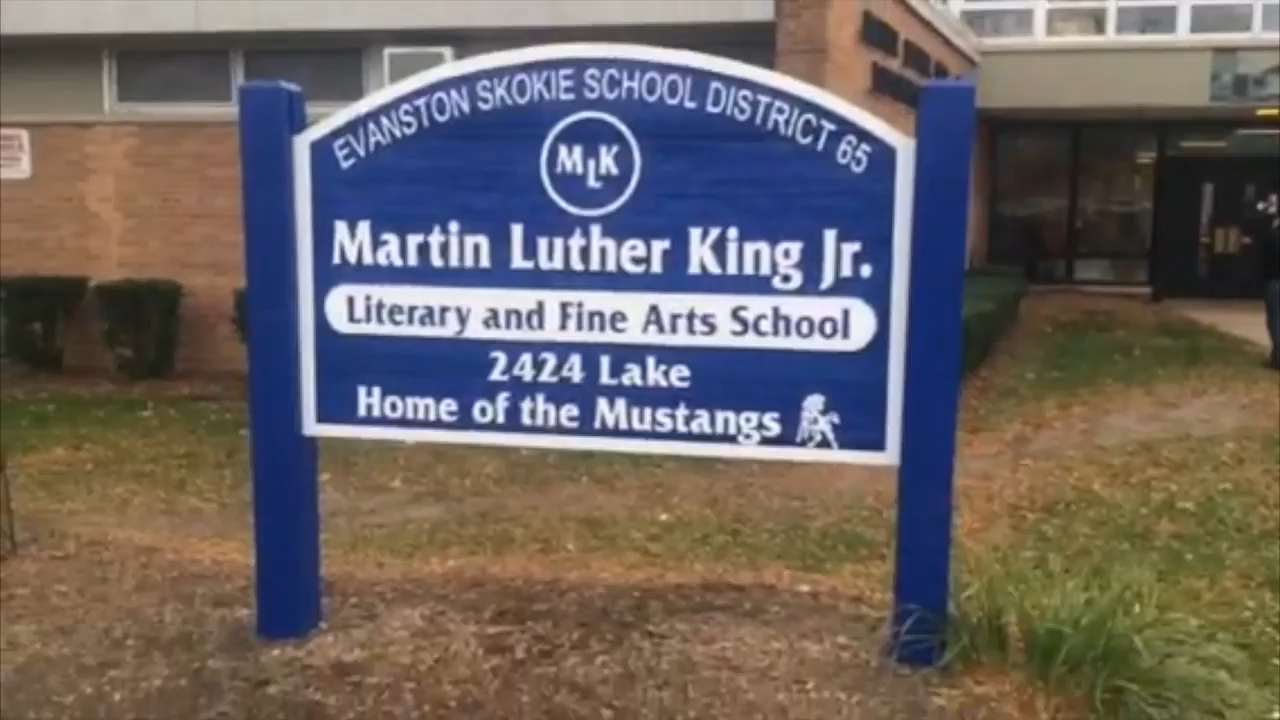 EVANSTON SKOKIE SCHOOL DISTRICT 65
MLK
Martin Luther King Jr.
Literary and Fine Arts School
2424 Lake
Home of the Mustangs